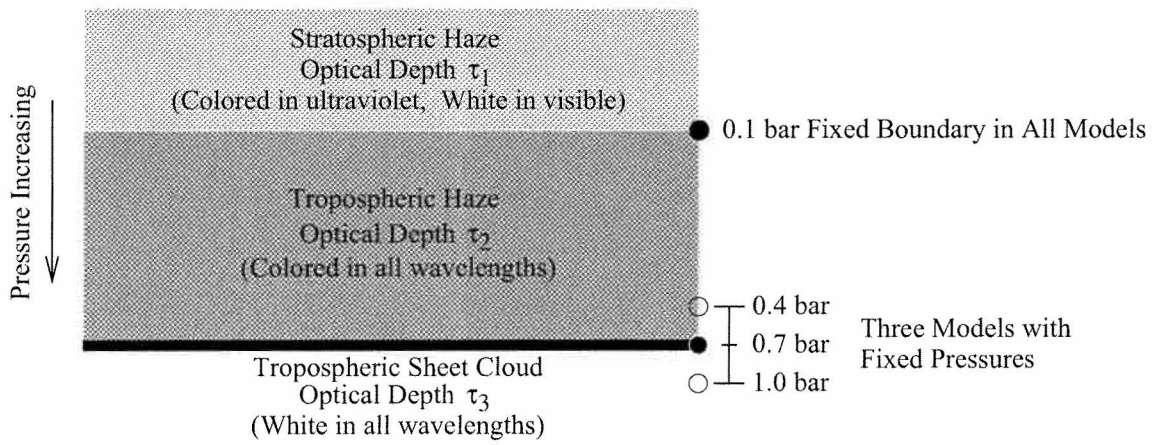 Stratospheric Haze
Optical Depth τ1
(Colored in ultraviolet, White in visible)
Pressure Increasing
0.1 bar Fixed Boundary in All Models
Tropospheric Haze
Optical Depth τ2
(Colored in all wavelengths)
0.4 bar
0.7 bar
1.0 bar
Three Models with
Fixed Pressures
Tropospheric Sheet Cloud
Optical Depth τ3
(White in all wavelengths)